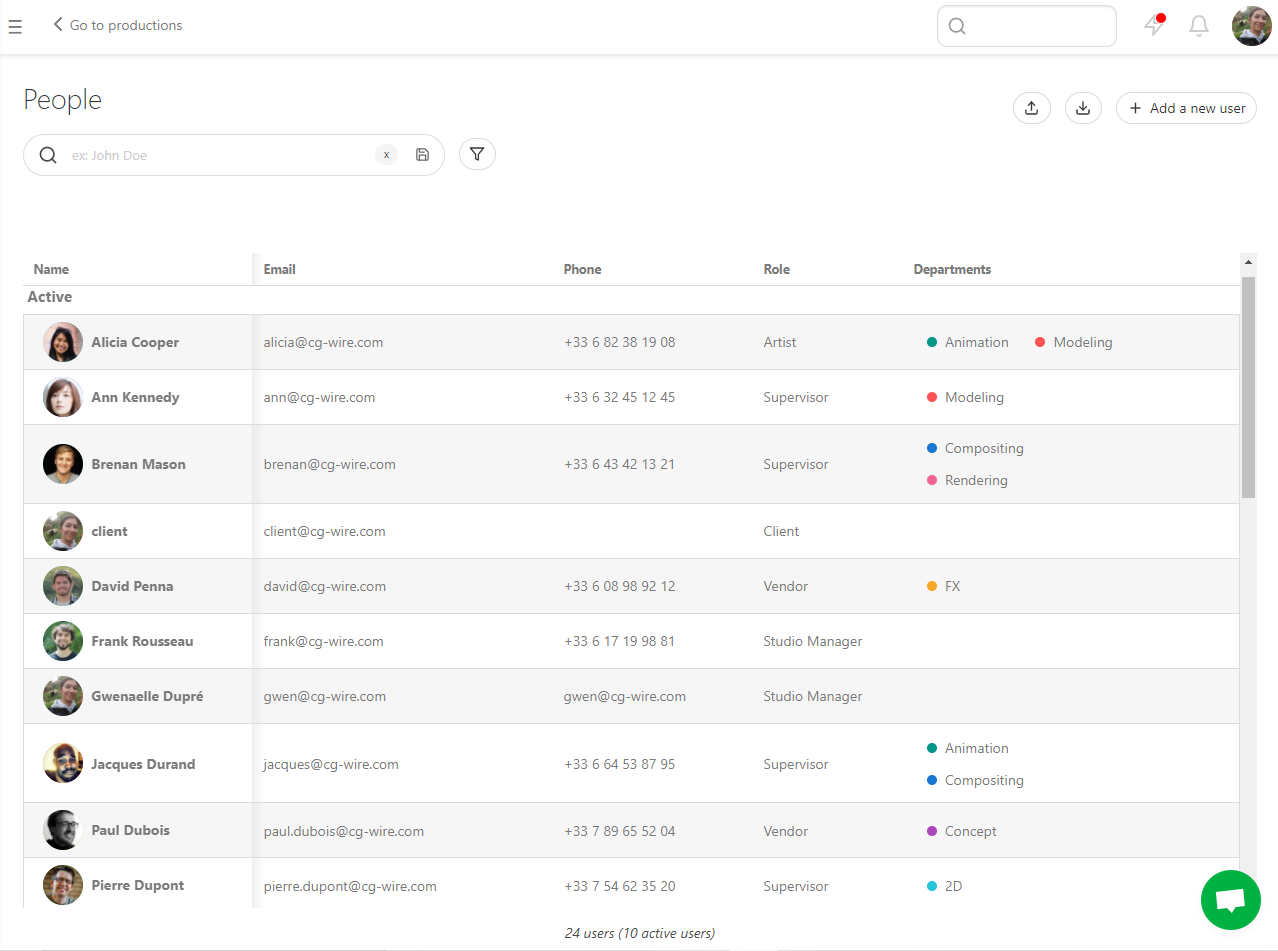 Go to productions
People
Add a new user
ex: John Doe x
Name Email Phone Role Departments
Active
Alicia Cooper alicia@cg-wire.com +33 6 82 38 19 08 Artist Animation Modeling
Ann Kennedy ann@cg-wire.com +33 6 32 45 12 45 Supervisor Modeling
Brenan Mason brenan@cg-wire.com +33 6 43 42 13 21 Supervisor Compositing
Rendering
client client@cg-wire.com Client
David Penna david@cg-wire.com +33 6 08 98 92 12 Vendor FX
Frank Rousseau frank@cg-wire.com +33 6 17 19 98 81 Studio Manager
Gwenaelle Dupré gwen@cg-wire.com gwen@cg-wire.com Studio Manager
Jacques Durand jacques@cg-wire.com +33 6 64 53 87 95 Supervisor Animation
Compositing
Paul Dubois paul.dubois@cg-wire.com +33 7 89 65 52 04 Vendor Concept
Pierre Dupont pierre.dupont@cg-wire.com +33 7 54 62 35 20 Supervisor 2D
24 users (10 active users)